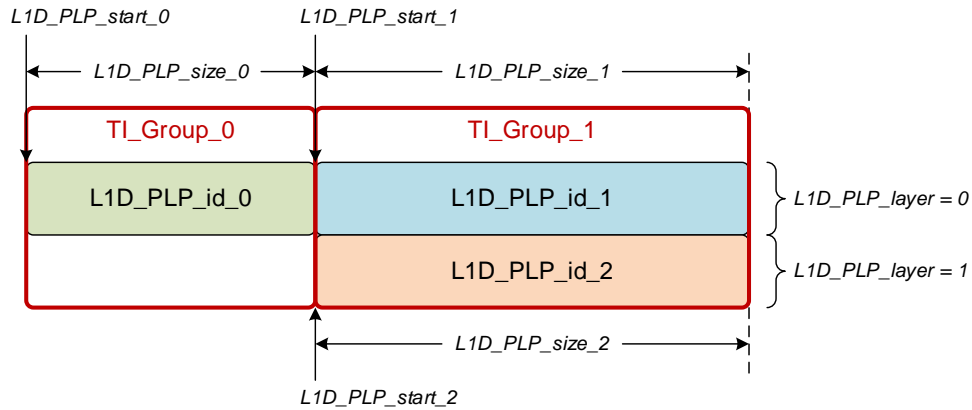 L1D_PLP_start_0
L1D_PLP_start_1
L1D_PLP_size_0
L1D_PLP_size_1
TI_Group_0
TI_Group_1
L1D_PLP_id_0
L1D_PLP_id_1
L1D_PLP_layer = 0
L1D_PLP_id_2
L1D_PLP_layer = 1
L1D_PLP_size_2
L1D_PLP_start_2